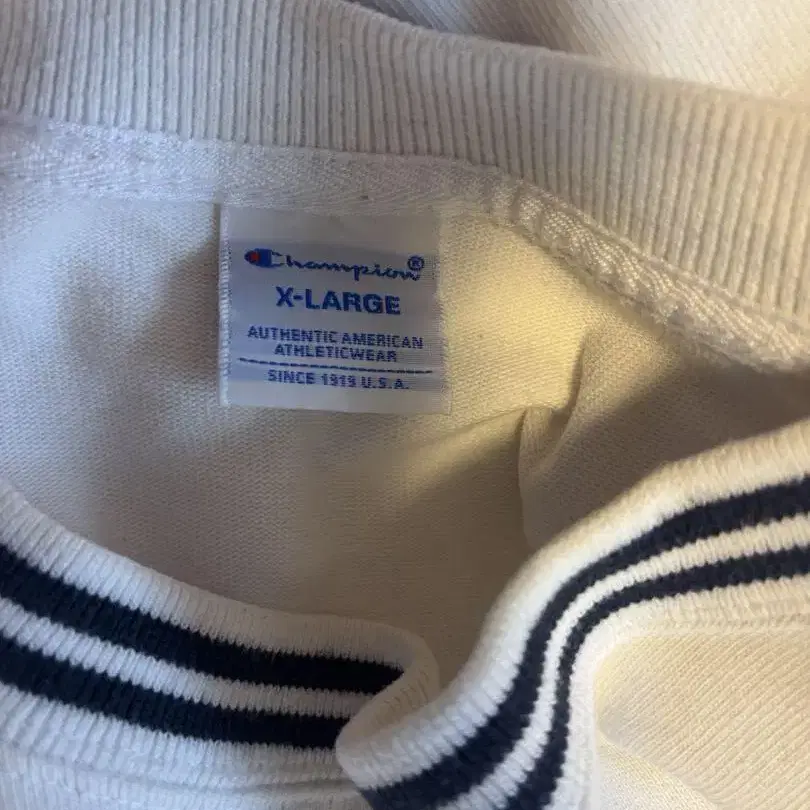 Champion®
X-LARGE
AUTHENTIC AMERICAN
ATHLETICWEAR
SINCE 1919 U.S.A.